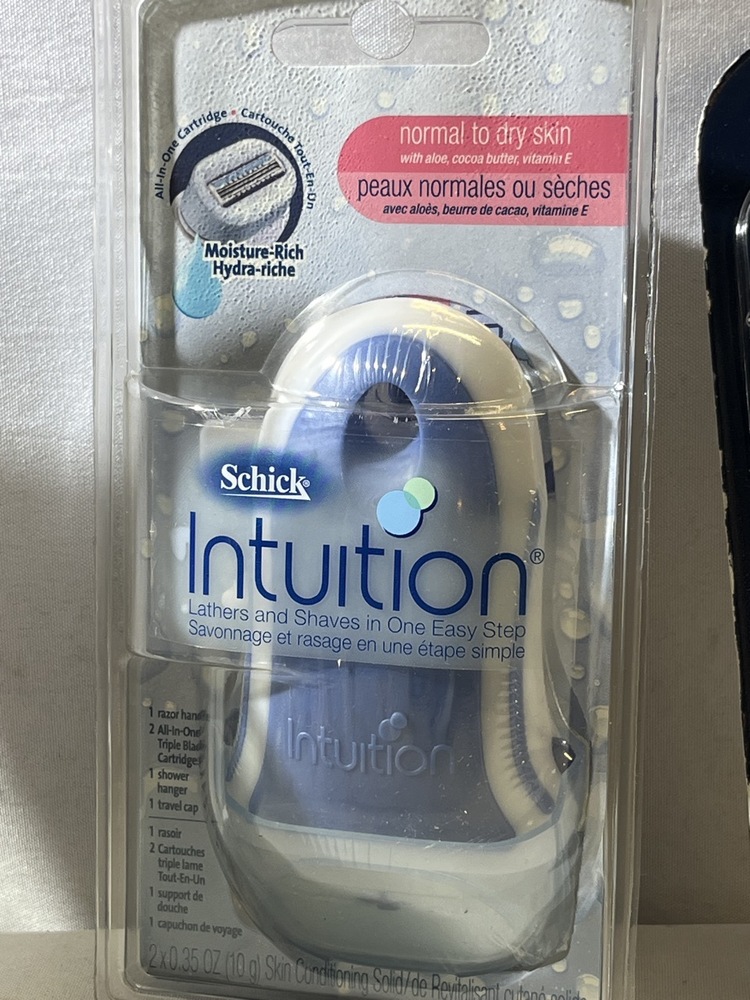 All-In-One Cartridge • Cartouche Tout-En-Un
normal to dry skin
with aloe, cocoa butter, vitamin E
peaux normales ou sèches
avec aloès, beurre de cacao, vitamine E
Moisture-Rich
Hydra-riche
Schick®
Intuition®
Lathers and Shaves in One Easy Step
Savonnage et rasage en une étape simple
Intuition
1 razor handle
2 All-In-One
Triple Blade
Cartridges
1 shower
hanger
1 travel cap
1 rasoir
2 Cartouches
triple lame
Tout-En-Un
1 support de
douche
1 capuchon de voyage
2 x 0.35 OZ (10 g) Skin Conditioning Solid/de Revitalisant cutané solide